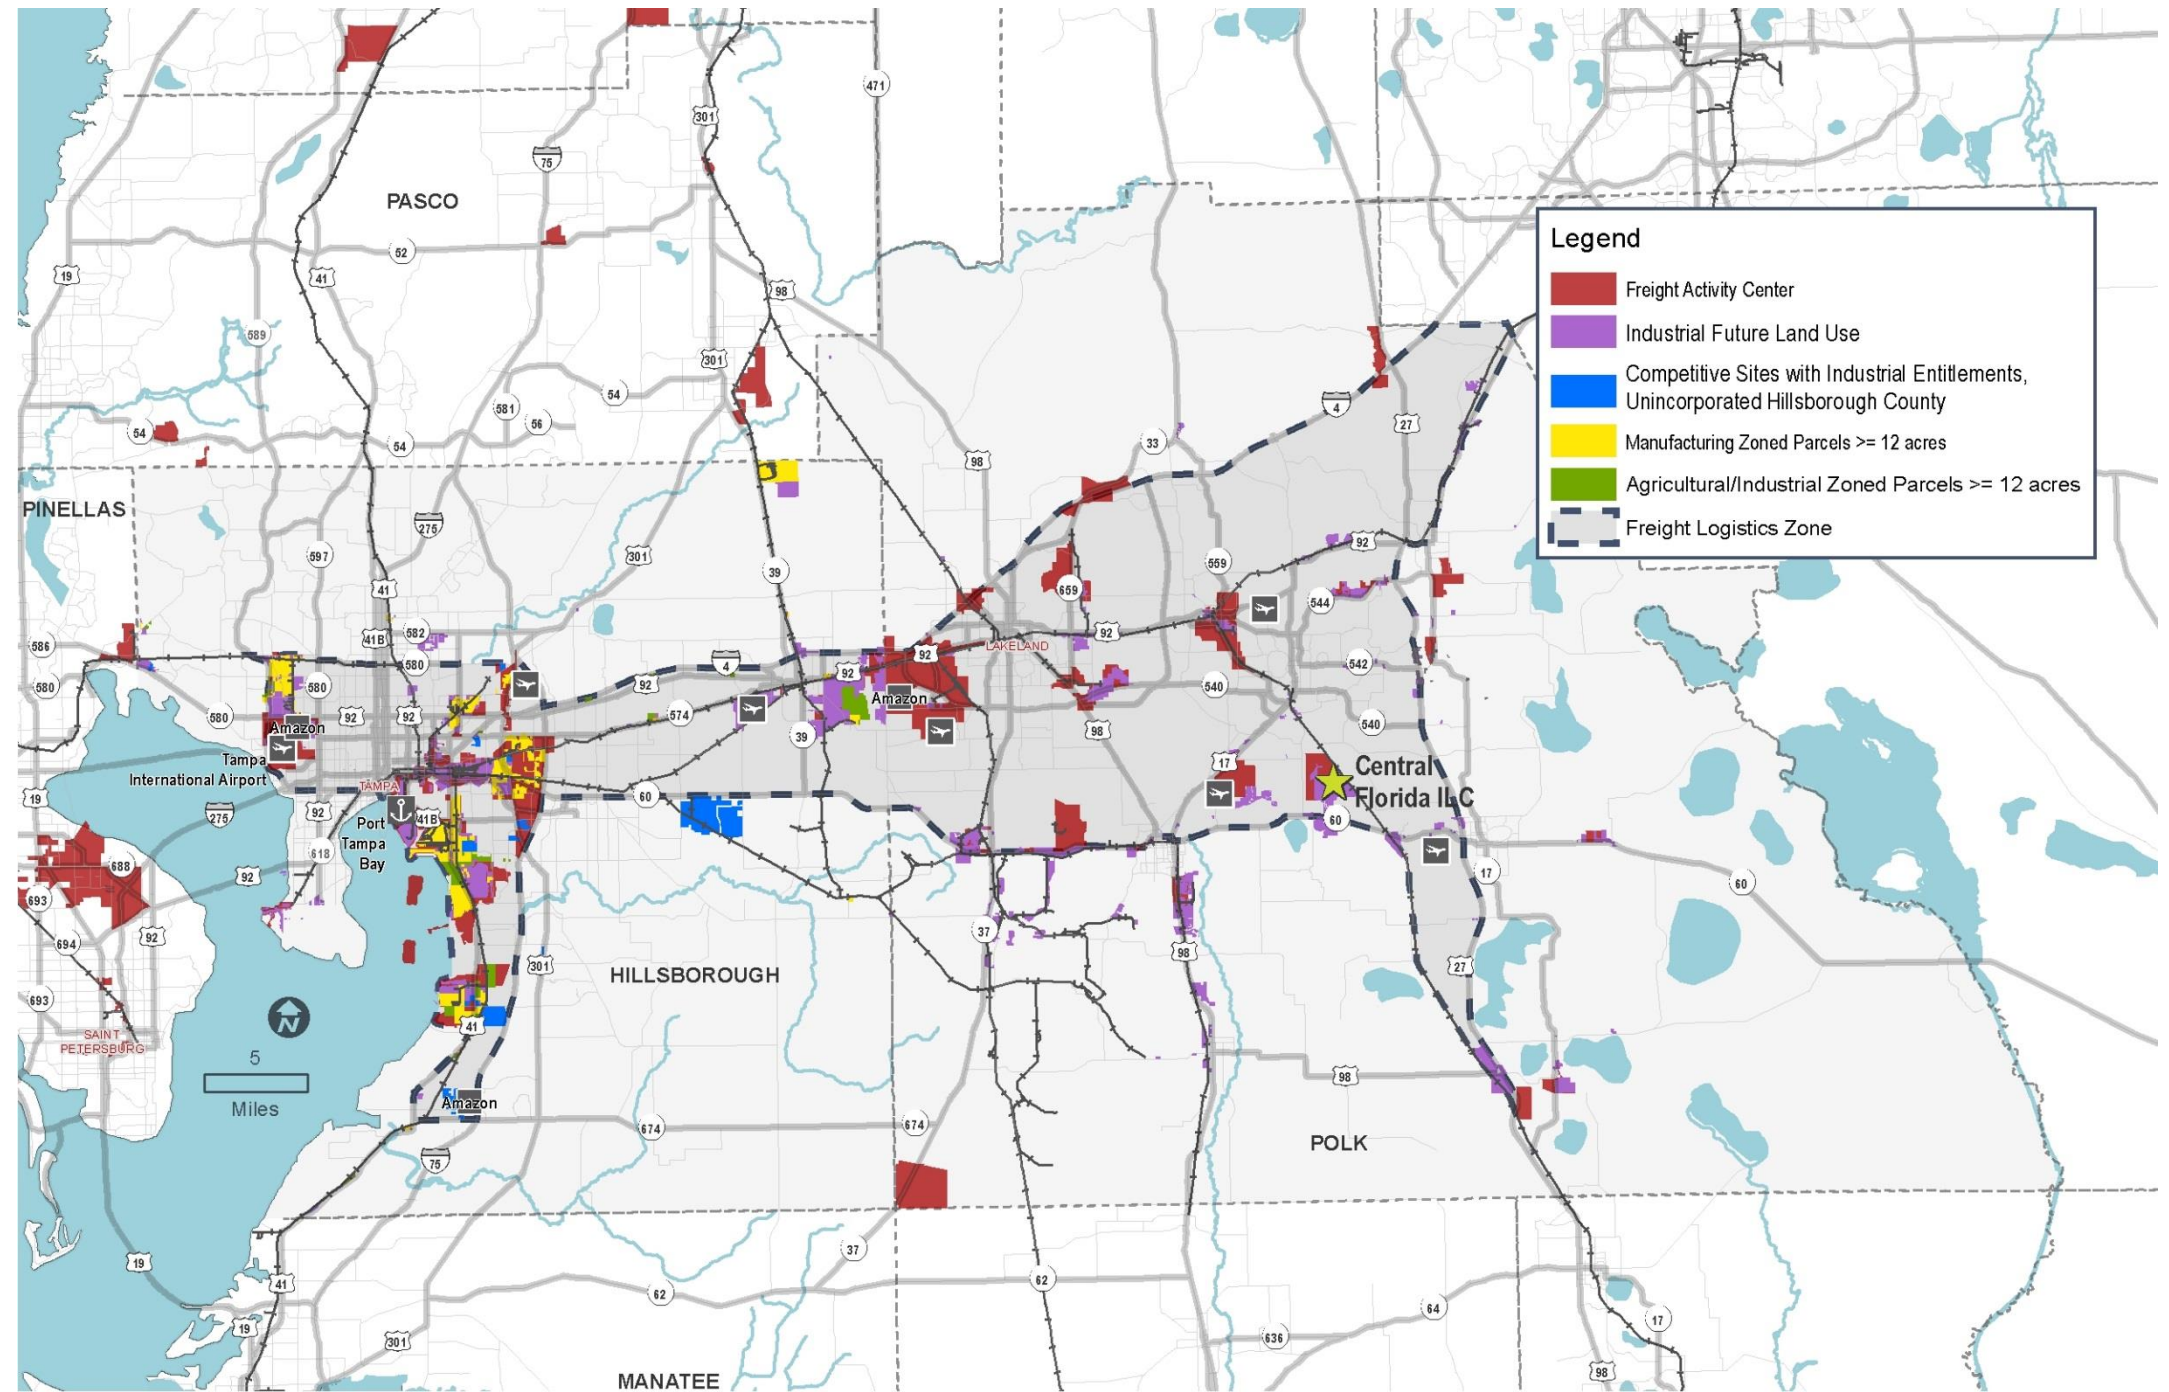 471
301
75
PASCO
52
19
41
98
589
301
54
581
56
54
54
4
27
33
98
PINELLAS
275
597
301
39
41
92
559
659
544
41B
582
586
580
92
LAKELAND
92
542
4
92
92
580
580
92
92
580
574
Amazon
540
540
98
39
Amazon
Tampa
International Airport
17
Central
Florida ILC
TAMPA
60
19
275
92
41B
Port
Tampa
Bay
60
618
688
92
17
60
693
694
92
37
98
301
27
HILLSBOROUGH
693
41
SAINT
PETERSBURG
N
5
Miles
98
Amazon
674
674
75
POLK
37
19
41
62
62
64
17
19
301
636
98
MANATEE
Legend
Freight Activity Center
Industrial Future Land Use
Competitive Sites with Industrial Entitlements,
Unincorporated Hillsborough County
Manufacturing Zoned Parcels >= 12 acres
Agricultural/Industrial Zoned Parcels >= 12 acres
Freight Logistics Zone